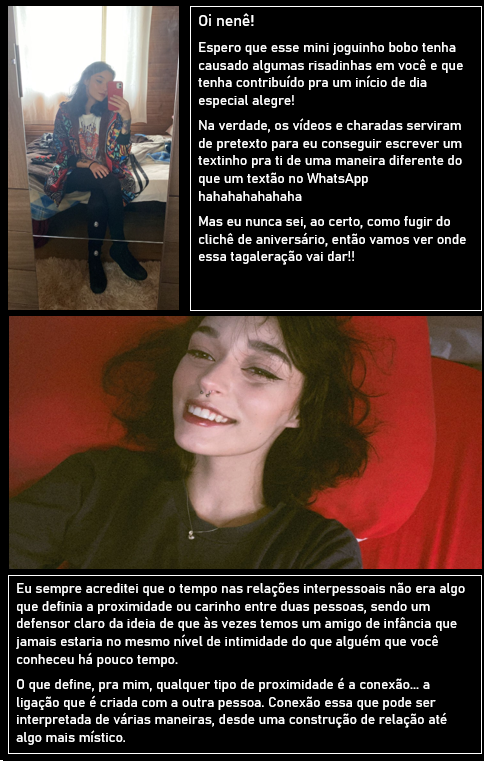 Oi nenê!
Espero que esse mini joguinho bobo tenha
causado algumas risadinhas em você e que
tenha contribuído pra um início de dia
especial alegre!
Na verdade, os vídeos e charadas serviram
de pretexto para eu conseguir escrever um
textinho pra ti de uma maneira diferente do
que um textão no WhatsApp
hahahahahahaha
Mas eu nunca sei, ao certo, como fugir do
clichê de aniversário, então vamos ver onde
essa tagaleração vai dar!!
Eu sempre acreditei que o tempo nas relações interpessoais não era algo
que definia a proximidade ou carinho entre duas pessoas, sendo um
defensor claro da ideia de que às vezes temos um amigo de infância que
jamais estaria no mesmo nível de intimidade do que alguém que você
conheceu há pouco tempo.
O que define, pra mim, qualquer tipo de proximidade é a conexão... a
ligação que é criada com a outra pessoa. Conexão essa que pode ser
interpretada de várias maneiras, desde uma construção de relação até
algo mais místico.